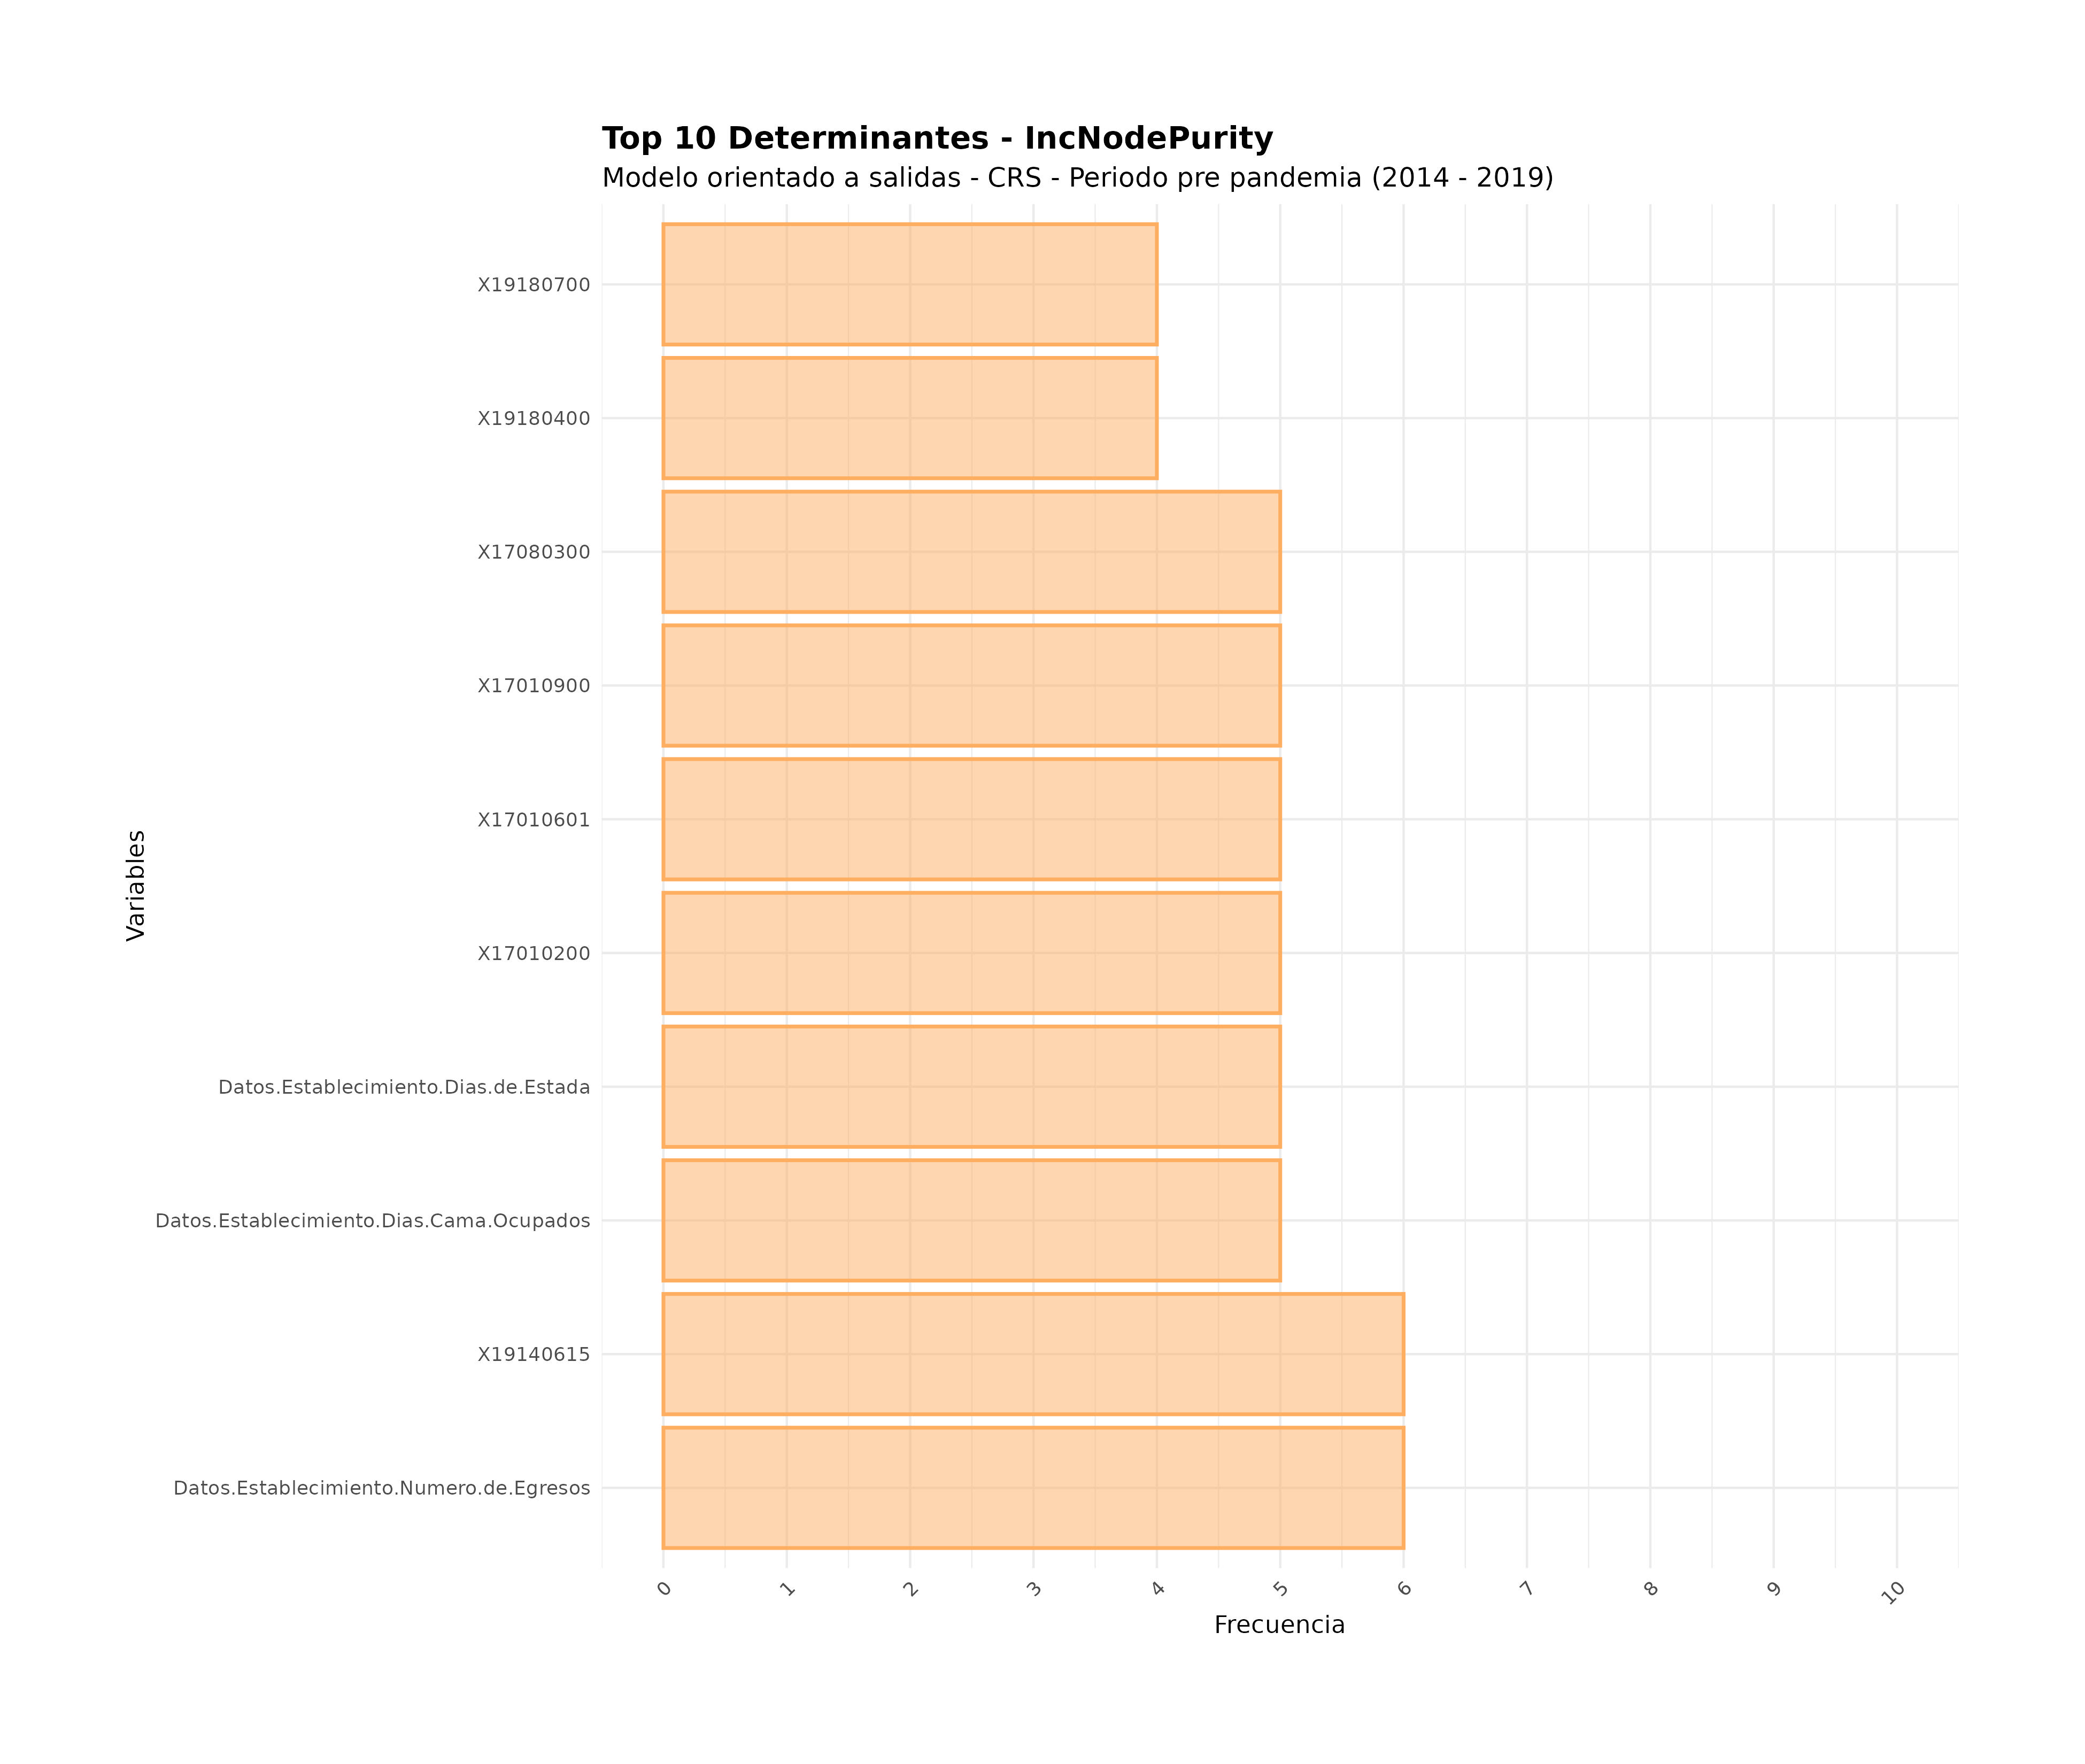 Top 10 Determinantes - IncNodePurity
Modelo orientado a salidas - CRS - Periodo pre pandemia (2014 - 2019)
Variables
X19180700
X19180400
X17080300
X17010900
X17010601
X17010200
Datos.Establecimiento.Dias.de.Estada
Datos.Establecimiento.Dias.Cama.Ocupados
X19140615
Datos.Establecimiento.Numero.de.Egresos
0 1 2 3 4 5 6 7 8 9 10
Frecuencia